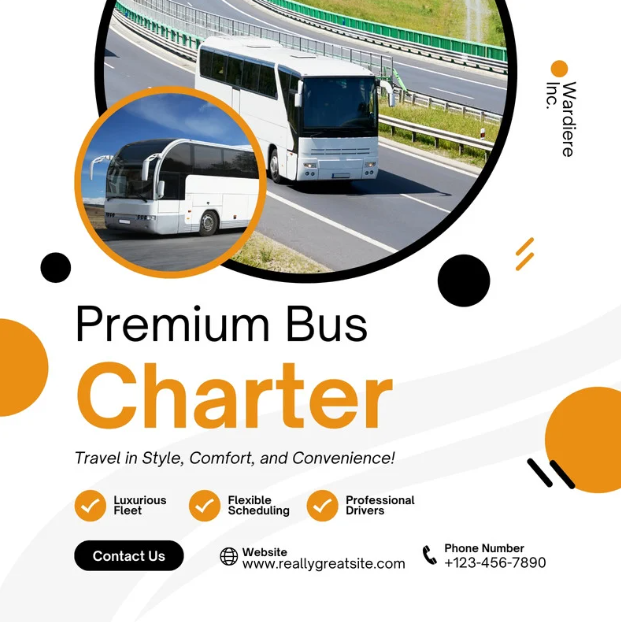 Wardiere
Inc.
Premium Bus
Charter
Travel in Style, Comfort, and Convenience!
Luxurious
Fleet
Flexible
Scheduling
Professional
Drivers
Contact Us
Website
www.reallygreatsite.com
Phone Number
+123-456-7890